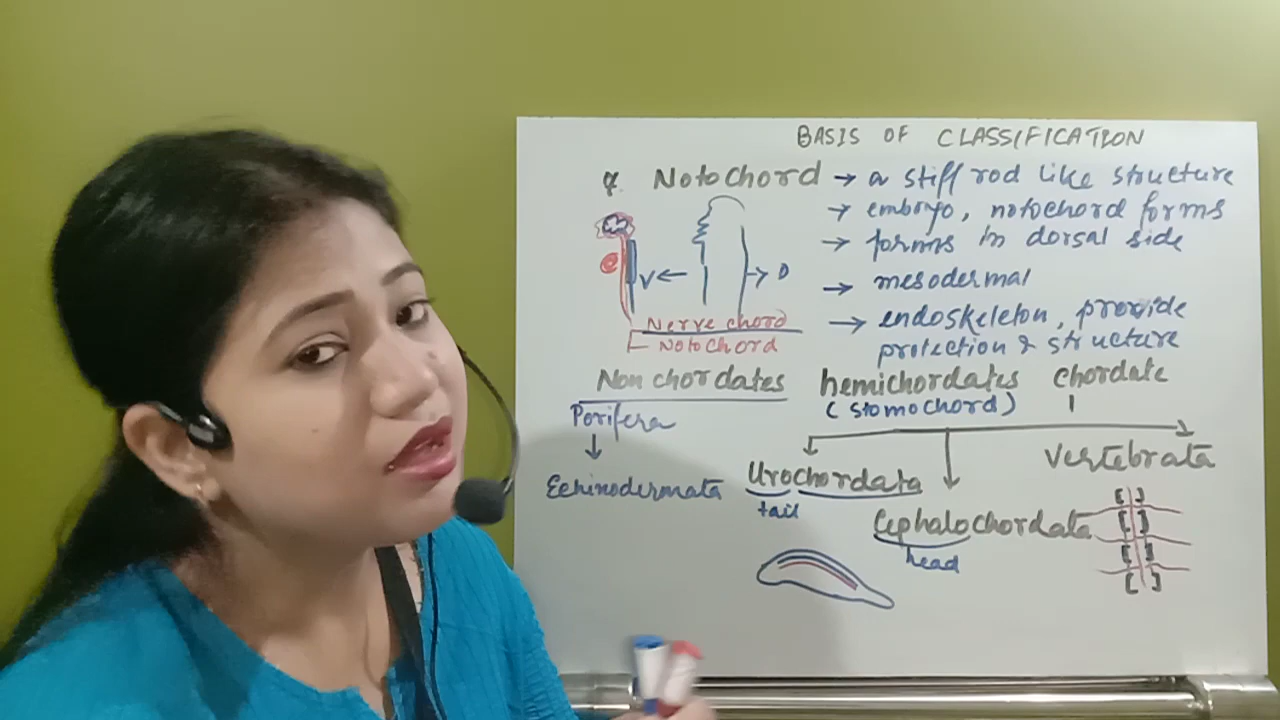 BASIS OF CLASSIFICATION
7. Notochord → a stiff rod like structure
→ embryo, notochord forms
→ forms in dorsal side
V ← → D
→ mesodermal
→ endoskeleton, provide
protection & structure
Nerve chord
Notochord
Non chordates hemichordates chordate
(stomochord)
Porifera
↓
Echinodermata
Urochordata
tail
Cephalochordata
head
Vertebrata